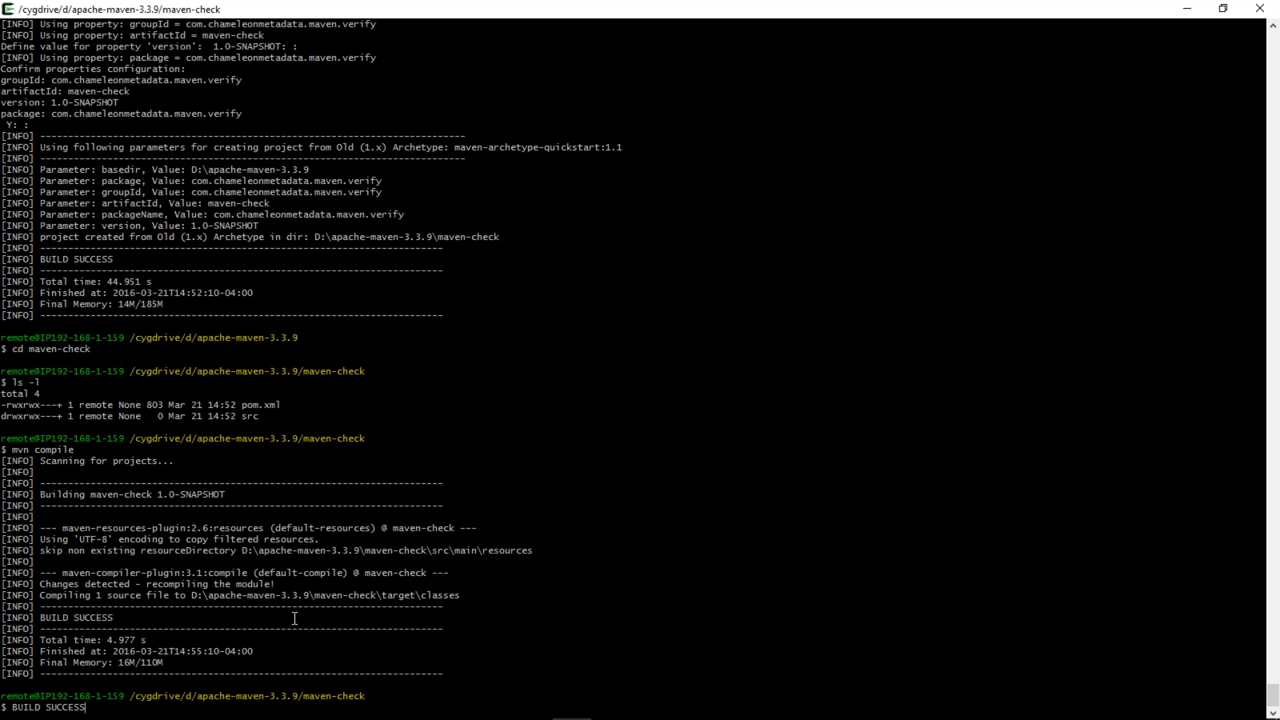 /cygdrive/d/apache-maven-3.3.9/maven-check
[INFO] Using property: groupId = com.chameleonmetadata.maven.verify
[INFO] Using property: artifactId = maven-check
Define value for property 'version':  1.0-SNAPSHOT: :
[INFO] Using property: package = com.chameleonmetadata.maven.verify
Confirm properties configuration:
groupId: com.chameleonmetadata.maven.verify
artifactId: maven-check
version: 1.0-SNAPSHOT
package: com.chameleonmetadata.maven.verify
 Y: :
[INFO] ----------------------------------------------------------------------------
[INFO] Using following parameters for creating project from Old (1.x) Archetype: maven-archetype-quickstart:1.1
[INFO] ----------------------------------------------------------------------------
[INFO] Parameter: basedir, Value: D:\apache-maven-3.3.9
[INFO] Parameter: package, Value: com.chameleonmetadata.maven.verify
[INFO] Parameter: groupId, Value: com.chameleonmetadata.maven.verify
[INFO] Parameter: artifactId, Value: maven-check
[INFO] Parameter: packageName, Value: com.chameleonmetadata.maven.verify
[INFO] Parameter: version, Value: 1.0-SNAPSHOT
[INFO] project created from Old (1.x) Archetype in dir: D:\apache-maven-3.3.9\maven-check
[INFO] ------------------------------------------------------------------------
[INFO] BUILD SUCCESS
[INFO] ------------------------------------------------------------------------
[INFO] Total time: 44.951 s
[INFO] Finished at: 2016-03-21T14:52:10-04:00
[INFO] Final Memory: 14M/185M
[INFO] ------------------------------------------------------------------------
remote@IP192-168-1-159 /cygdrive/d/apache-maven-3.3.9
$ cd maven-check
remote@IP192-168-1-159 /cygdrive/d/apache-maven-3.3.9/maven-check
$ ls -l
total 4
-rwxrwx---+ 1 remote None 803 Mar 21 14:52 pom.xml
drwxrwx---+ 1 remote None   0 Mar 21 14:52 src
remote@IP192-168-1-159 /cygdrive/d/apache-maven-3.3.9/maven-check
$ mvn compile
[INFO] Scanning for projects...
[INFO]
[INFO] ------------------------------------------------------------------------
[INFO] Building maven-check 1.0-SNAPSHOT
[INFO] ------------------------------------------------------------------------
[INFO]
[INFO] --- maven-resources-plugin:2.6:resources (default-resources) @ maven-check ---
[INFO] Using 'UTF-8' encoding to copy filtered resources.
[INFO] skip non existing resourceDirectory D:\apache-maven-3.3.9\maven-check\src\main\resources
[INFO]
[INFO] --- maven-compiler-plugin:3.1:compile (default-compile) @ maven-check ---
[INFO] Changes detected - recompiling the module!
[INFO] Compiling 1 source file to D:\apache-maven-3.3.9\maven-check\target\classes
[INFO] ------------------------------------------------------------------------
[INFO] BUILD SUCCESS
[INFO] ------------------------------------------------------------------------
[INFO] Total time: 4.977 s
[INFO] Finished at: 2016-03-21T14:55:10-04:00
[INFO] Final Memory: 16M/110M
[INFO] ------------------------------------------------------------------------
remote@IP192-168-1-159 /cygdrive/d/apache-maven-3.3.9/maven-check
$ BUILD SUCCESS